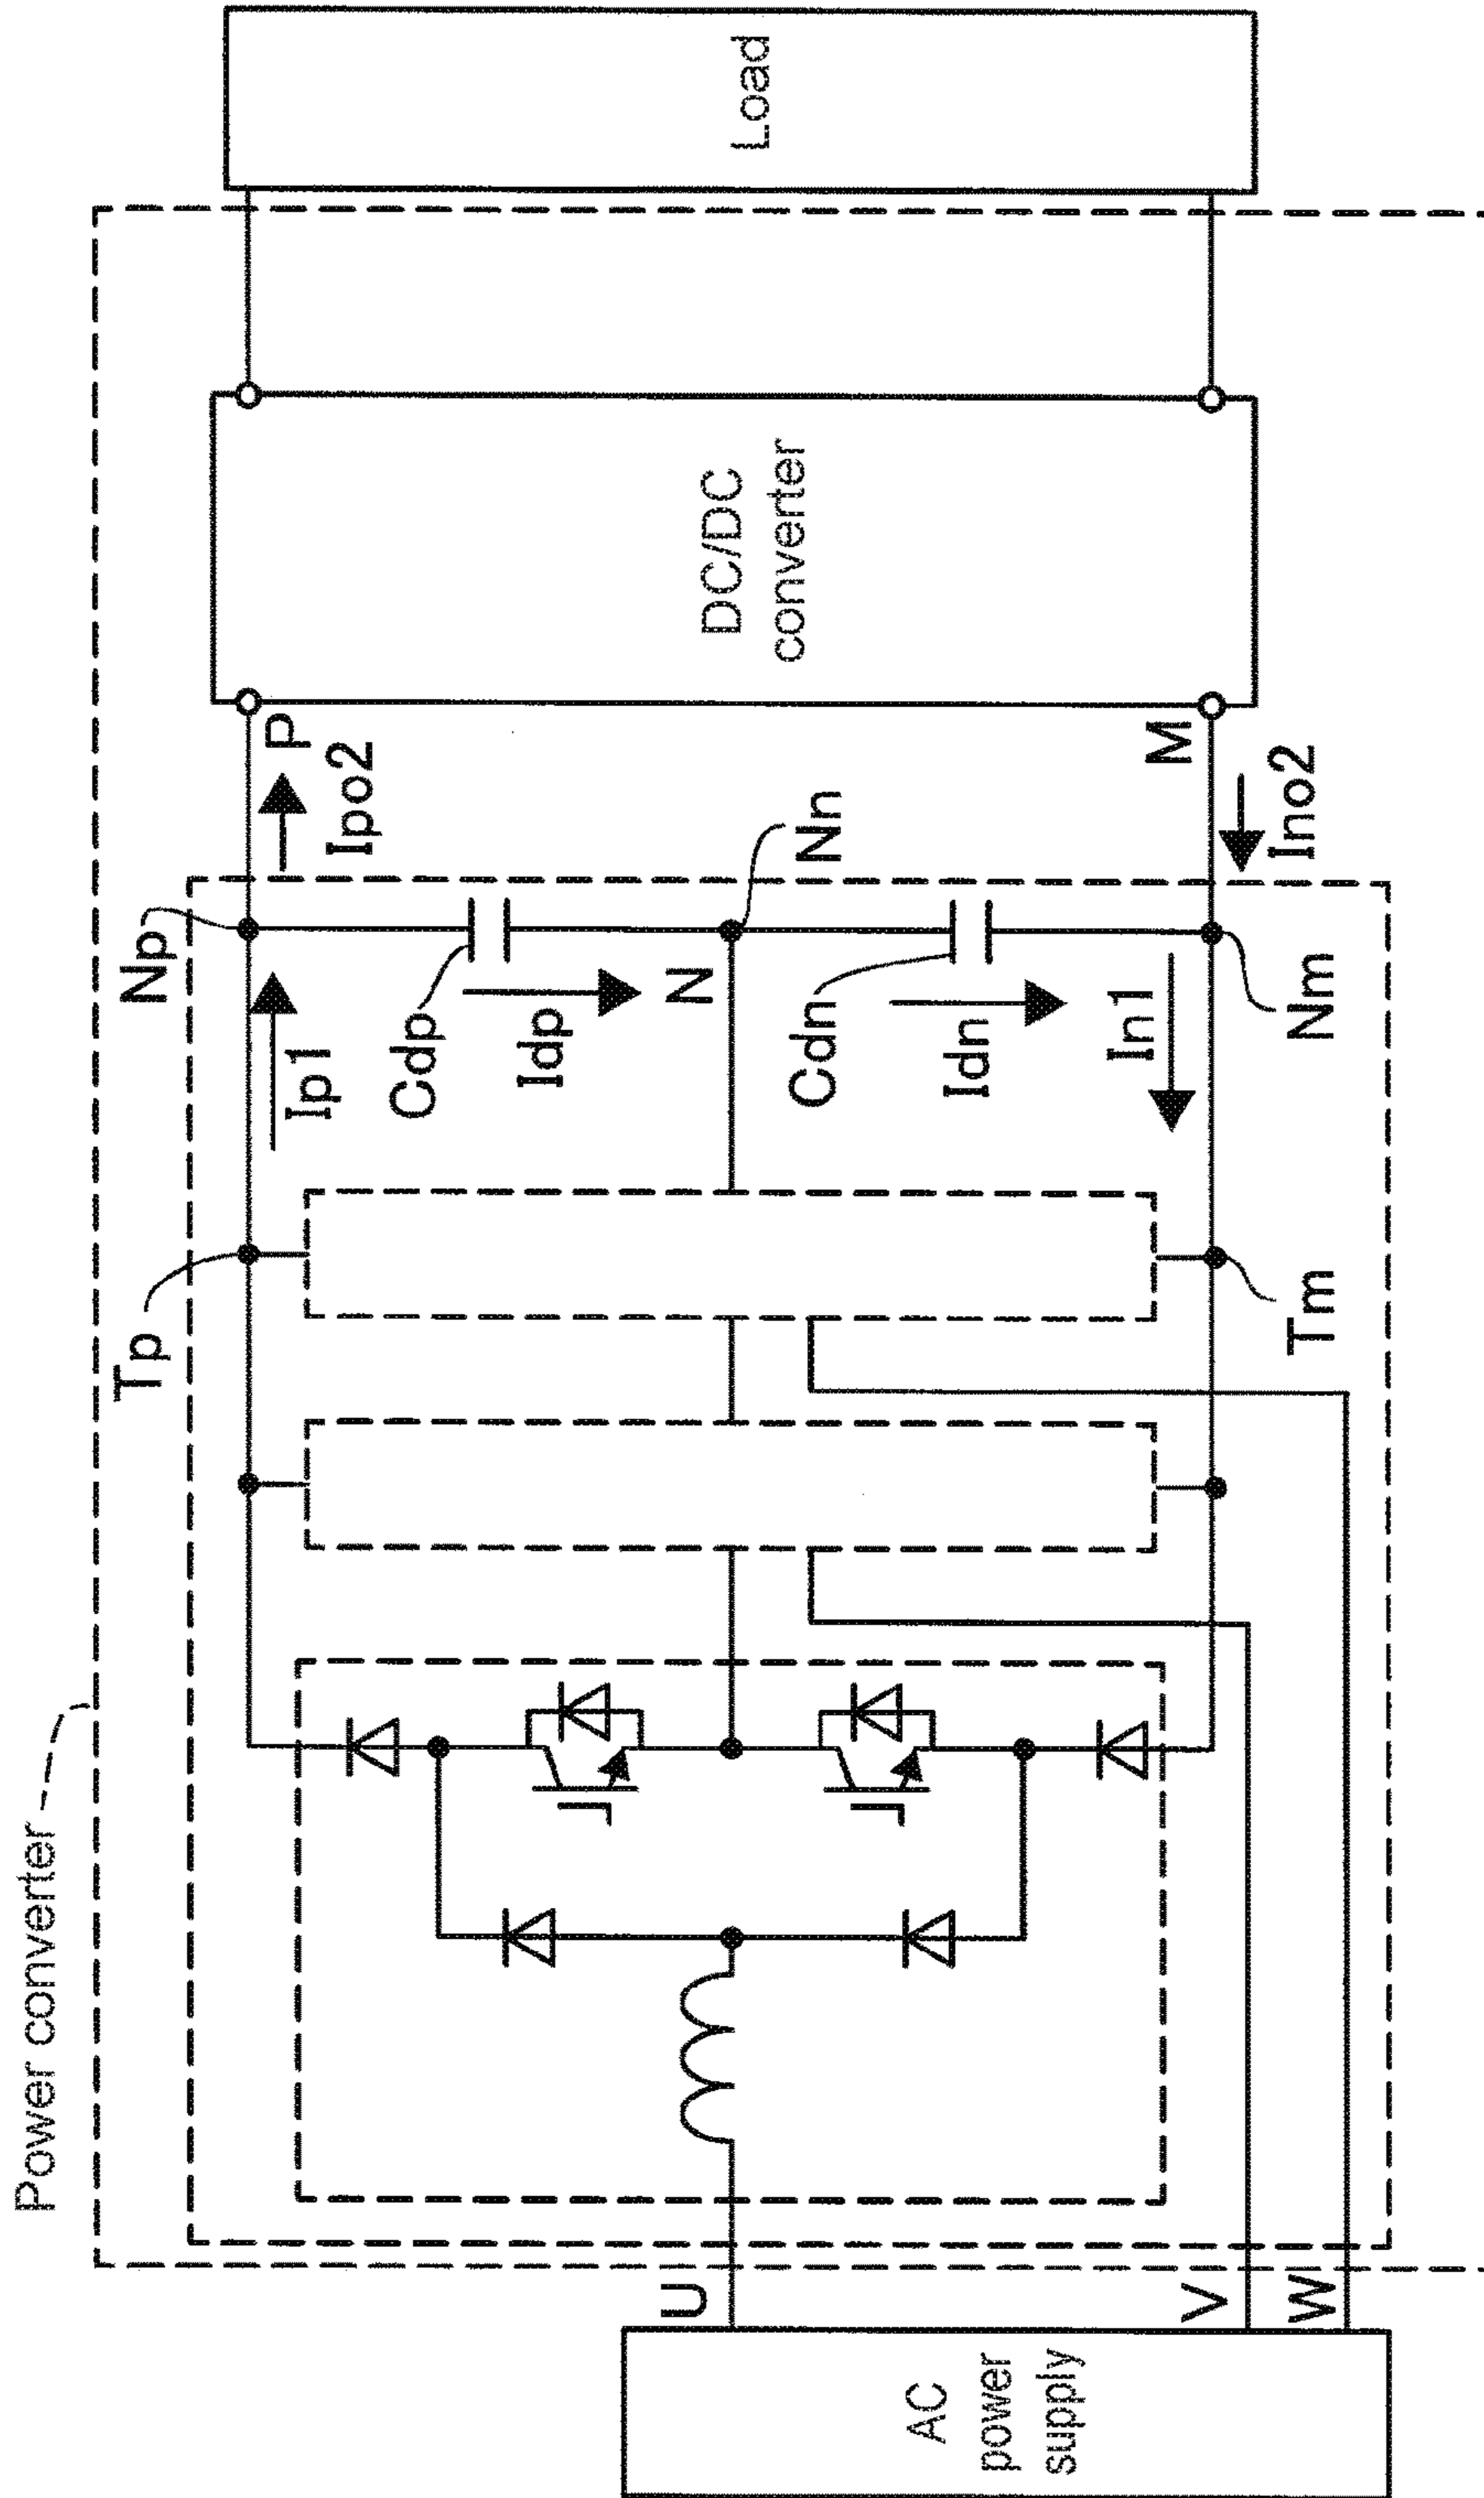 Power converter
AC
power
supply
U
V
W
Tp
Tm
Np
Ip1
Cdp
Idp
N
Nn
Cdn
Idn
In1
Nm
P
Ipo2
M
Ino2
DC/DC
converter
Load